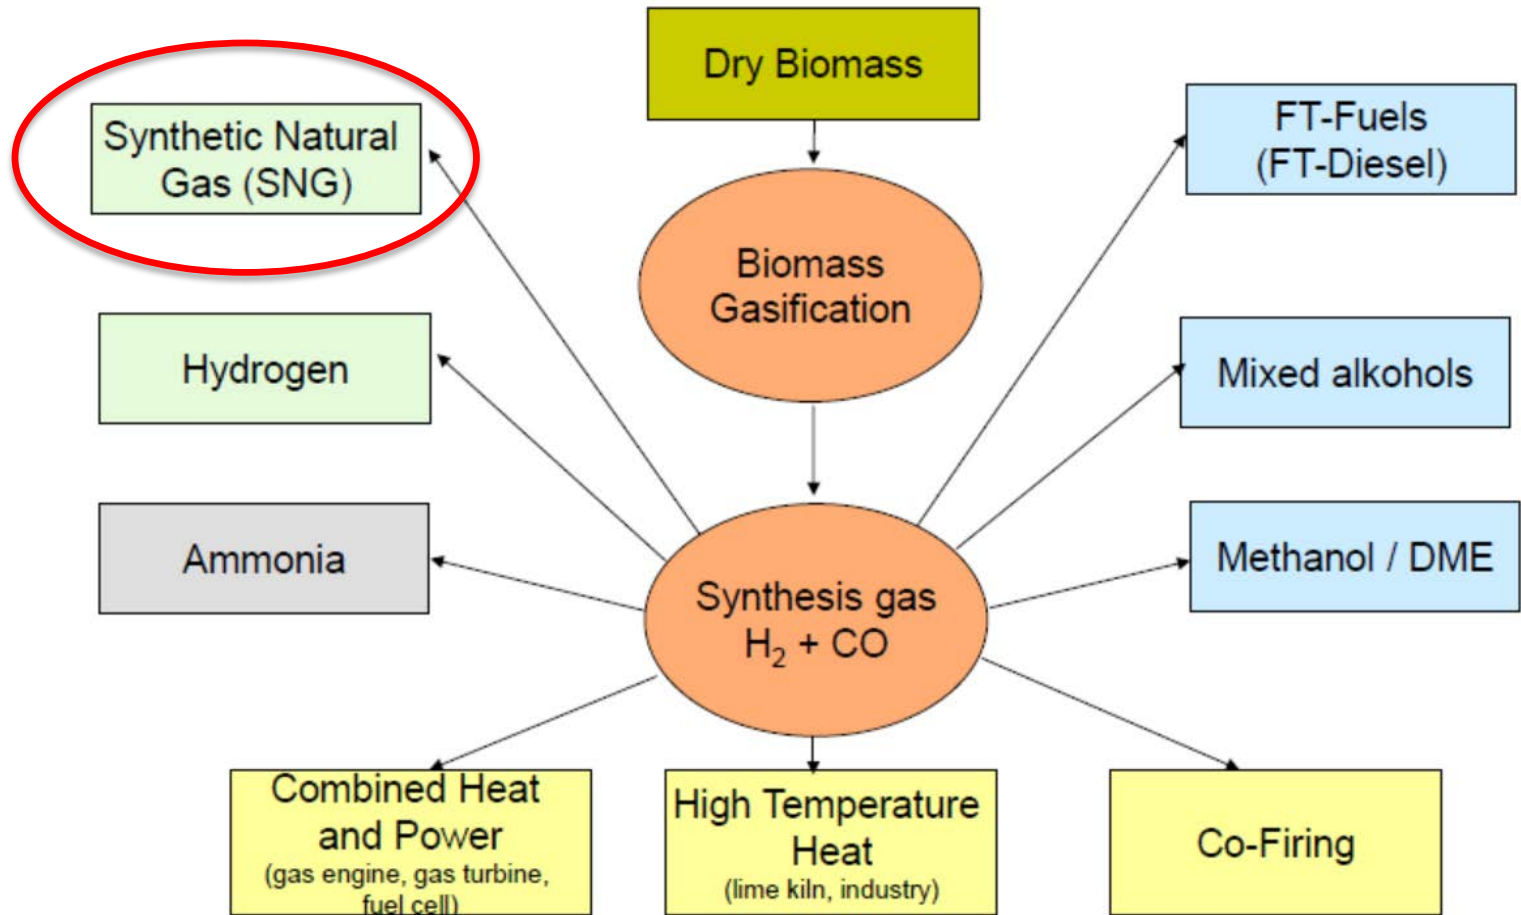 Dry Biomass
Synthetic Natural
Gas (SNG)
FT-Fuels
(FT-Diesel)
Biomass
Gasification
Hydrogen
Mixed alkohols
Ammonia
Methanol / DME
Synthesis gas
H₂ + CO
Combined Heat
and Power
(gas engine, gas turbine,
fuel cell)
High Temperature
Heat
(lime kiln, industry)
Co-Firing